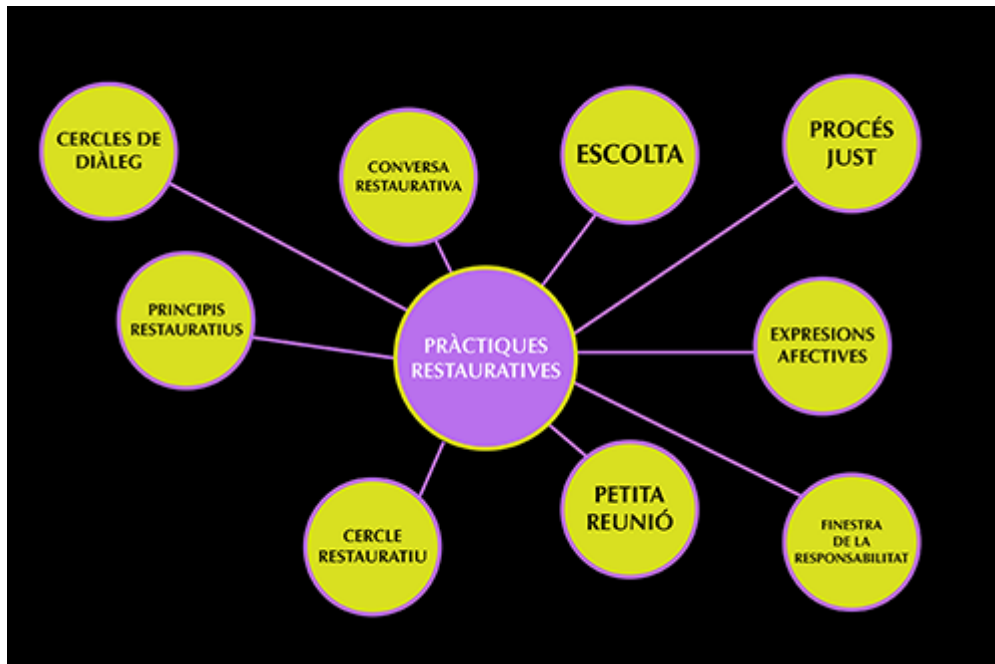 CERCLES DE
DIÀLEG
CONVERSA
RESTAURATIVA
ESCOLTA
PROCÉS
JUST
PRINCIPIS
RESTAURATIUS
PRÀCTIQUES
RESTAURATIVES
EXPRESIONS
AFECTIVES
CERCLE
RESTAURATIU
PETITA
REUNIÓ
FINESTRA
DE LA
RESPONSABILITAT